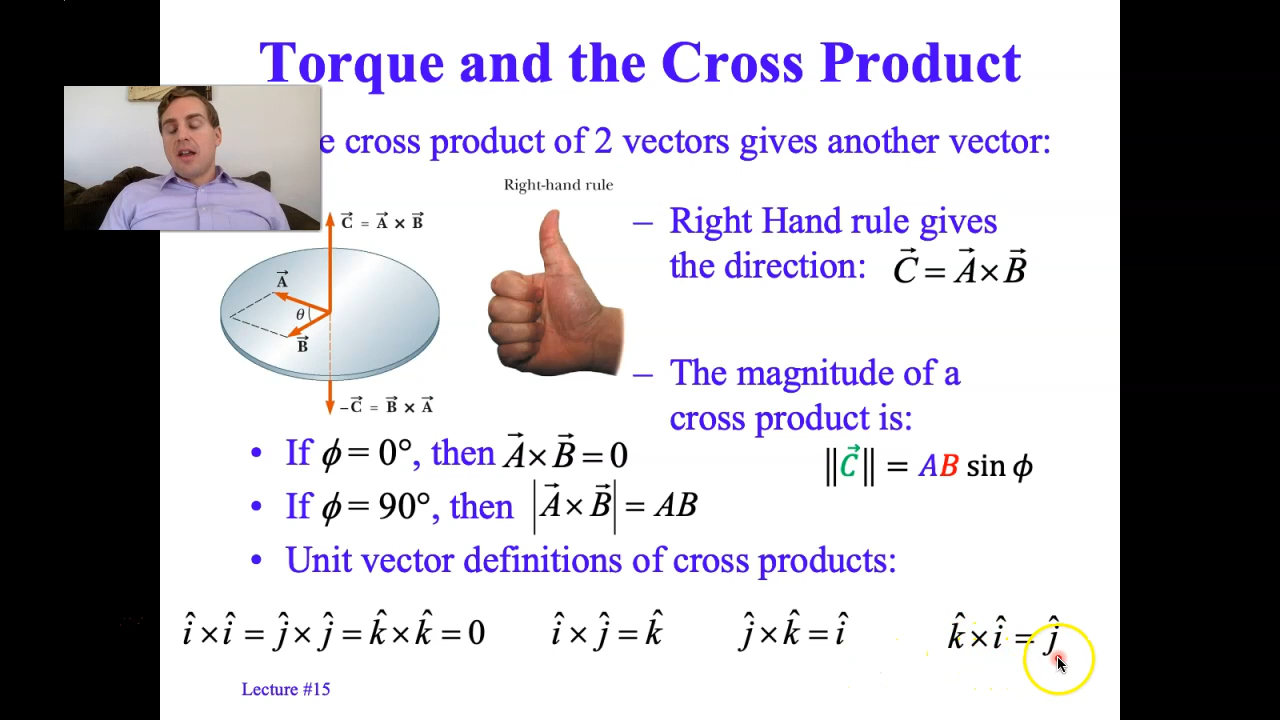 Torque and the Cross Product
e cross product of 2 vectors gives another vector:
Right-hand rule
C⃗ = A⃗ × B⃗
A⃗
θ
B⃗
–C⃗ = B⃗ × A⃗
– Right Hand rule gives
the direction: C⃗ = A⃗×B⃗
– The magnitude of a
cross product is:
‖C⃗‖ = AB sin ϕ
• If ϕ = 0°, then A⃗×B⃗ = 0
• If ϕ = 90°, then |A⃗×B⃗| = AB
• Unit vector definitions of cross products:
î × î = ĵ × ĵ = k̂ × k̂ = 0 î × ĵ = k̂ ĵ × k̂ = î k̂ × î = ĵ
Lecture #15